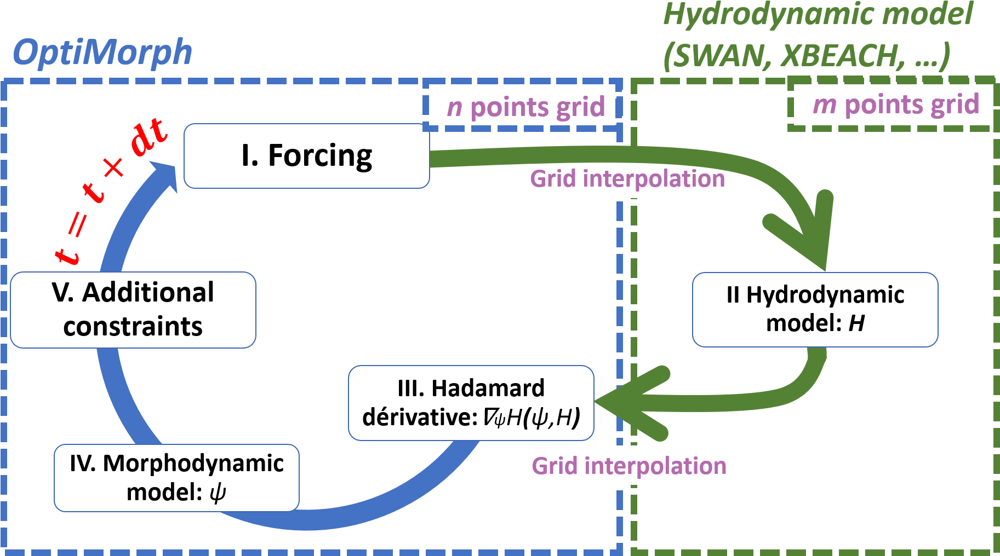 OptiMorph
Hydrodynamic model
(SWAN, XBEACH, ...)
n points grid
m points grid
t = t + dt
I. Forcing
Grid interpolation
II Hydrodynamic
model: H
III. Hadamard
dérivative: ∇ψH(ψ,H)
Grid interpolation
IV. Morphodynamic
model: ψ
V. Additional
constraints